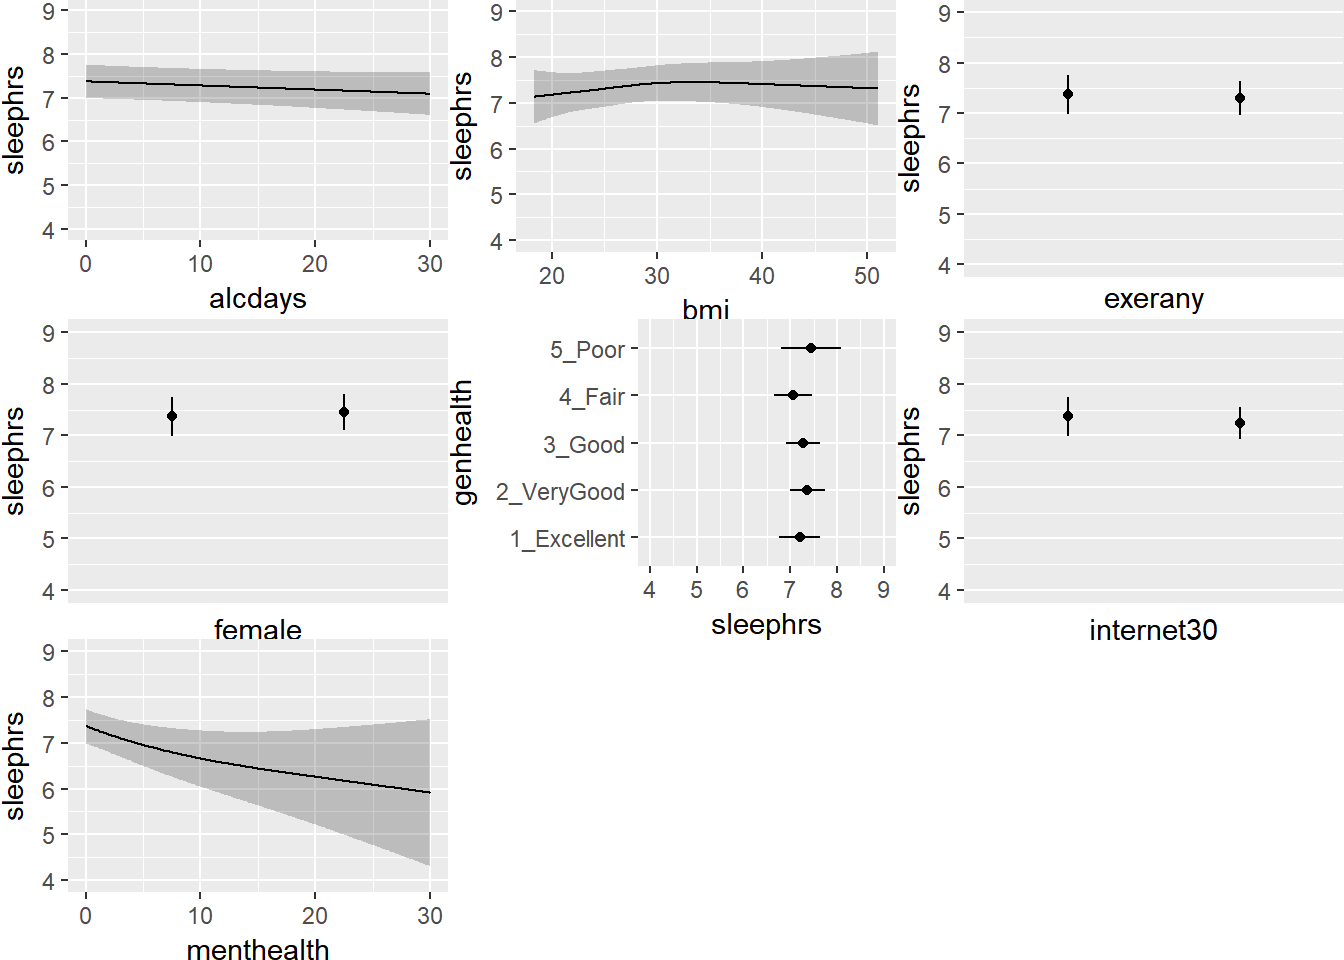 9
8
7
6
5
4
sleephrs
0 10 20 30
alcdays
9
8
7
6
5
4
sleephrs
20 30 40 50
bmi
9
8
7
6
5
4
sleephrs
exerany
9
8
7
6
5
4
sleephrs
female
genhealth
5_Poor
4_Fair
3_Good
2_VeryGood
1_Excellent
4 5 6 7 8 9
sleephrs
9
8
7
6
5
4
sleephrs
internet30
9
8
7
6
5
4
sleephrs
0 10 20 30
menthealth